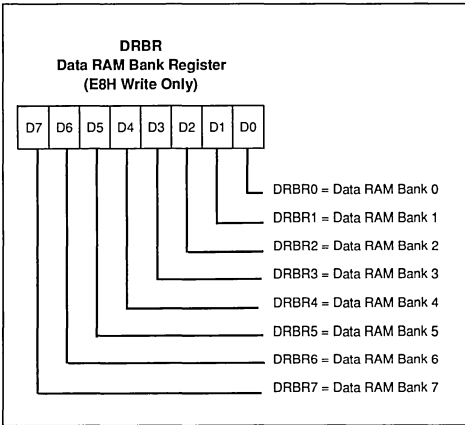 DRBR
Data RAM Bank Register
(E8H Write Only)
D7 D6 D5 D4 D3 D2 D1 D0
DRBR0 = Data RAM Bank 0
DRBR1 = Data RAM Bank 1
DRBR2 = Data RAM Bank 2
DRBR3 = Data RAM Bank 3
DRBR4 = Data RAM Bank 4
DRBR5 = Data RAM Bank 5
DRBR6 = Data RAM Bank 6
DRBR7 = Data RAM Bank 7